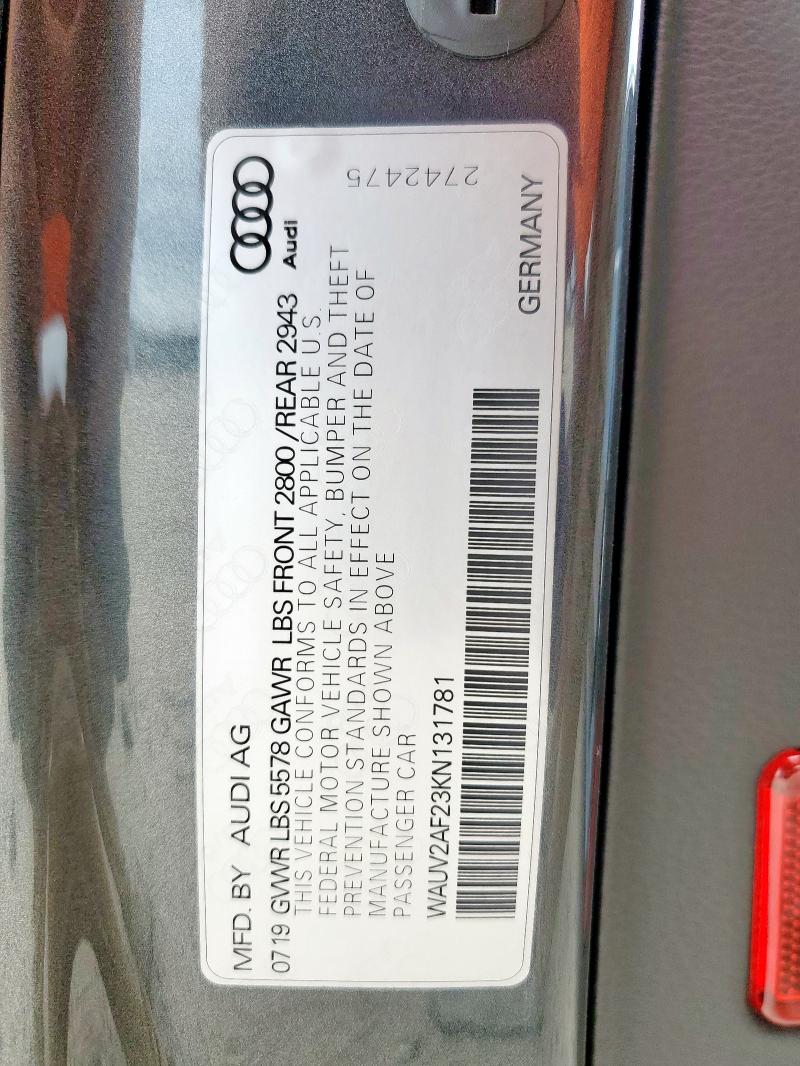 MFD. BY AUDI AG
Audi
0719 GVWR LBS 5578 GAWR LBS FRONT 2800 /REAR 2943
THIS VEHICLE CONFORMS TO ALL APPLICABLE U.S.
FEDERAL MOTOR VEHICLE SAFETY, BUMPER AND THEFT
PREVENTION STANDARDS IN EFFECT ON THE DATE OF
MANUFACTURE SHOWN ABOVE
PASSENGER CAR
2742475
WAUV2AF23KN131781
GERMANY